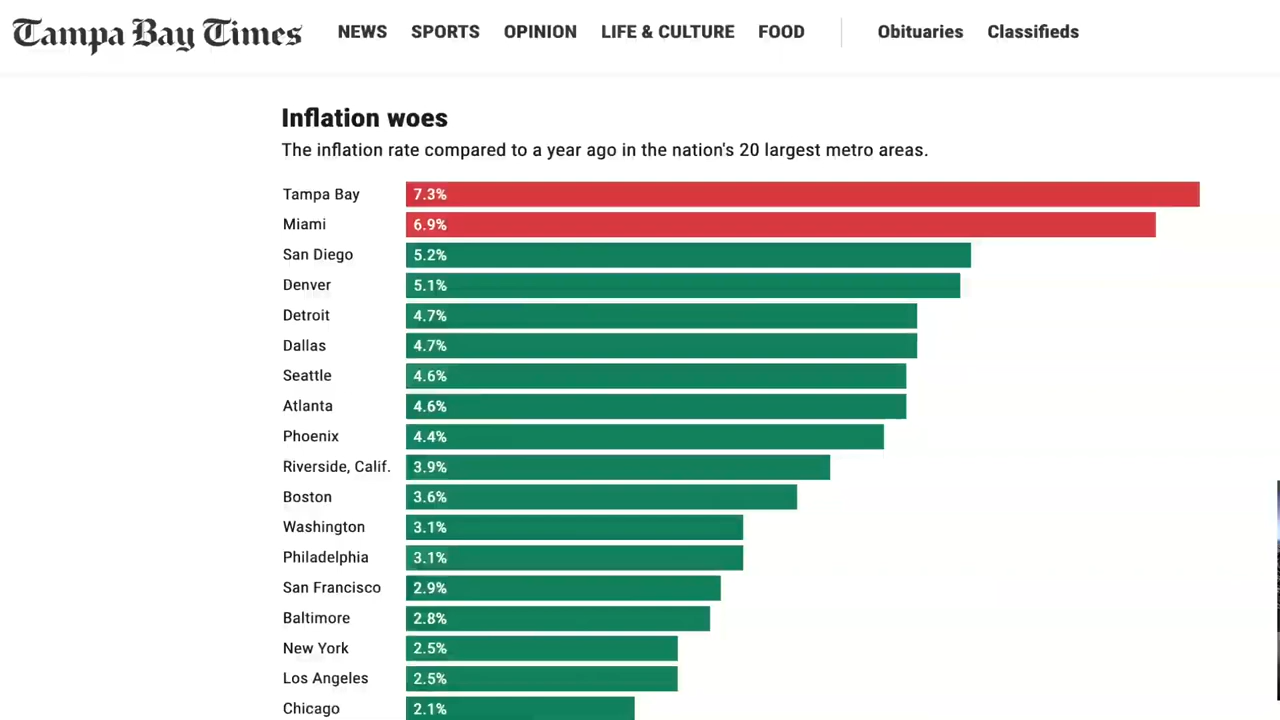 Tampa Bay Times NEWS SPORTS OPINION LIFE & CULTURE FOOD Obituaries Classifieds
Inflation woes
The inflation rate compared to a year ago in the nation's 20 largest metro areas.
Tampa Bay 7.3%
Miami 6.9%
San Diego 5.2%
Denver 5.1%
Detroit 4.7%
Dallas 4.7%
Seattle 4.6%
Atlanta 4.6%
Phoenix 4.4%
Riverside, Calif. 3.9%
Boston 3.6%
Washington 3.1%
Philadelphia 3.1%
San Francisco 2.9%
Baltimore 2.8%
New York 2.5%
Los Angeles 2.5%
Chicago 2.1%